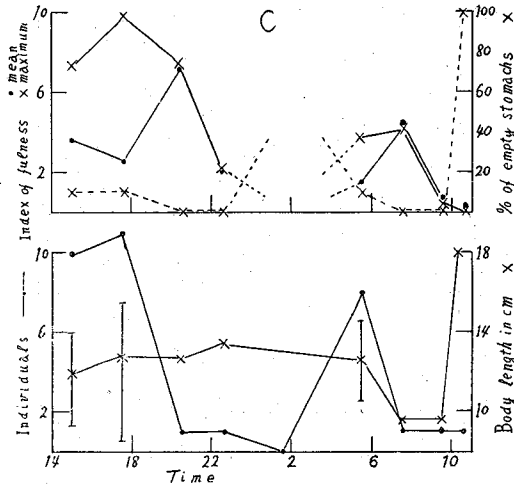 C
• mean
× maximum
Index of fulness
10
6
2
100
80
60
40
20
% of empty stomachs ×
Individuals •—•
10
6
2
18
14
10
Body length in cm ×
14
18
22
2
6
10
Time